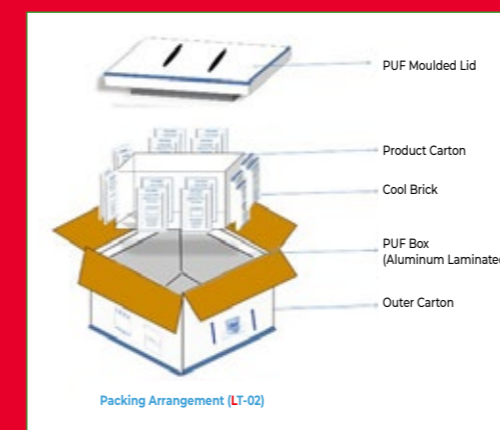 PUF Moulded Lid
Product Carton
Cool Brick
PUF Box
(Aluminum Laminated
Outer Carton
Packing Arrangement (LT-02)